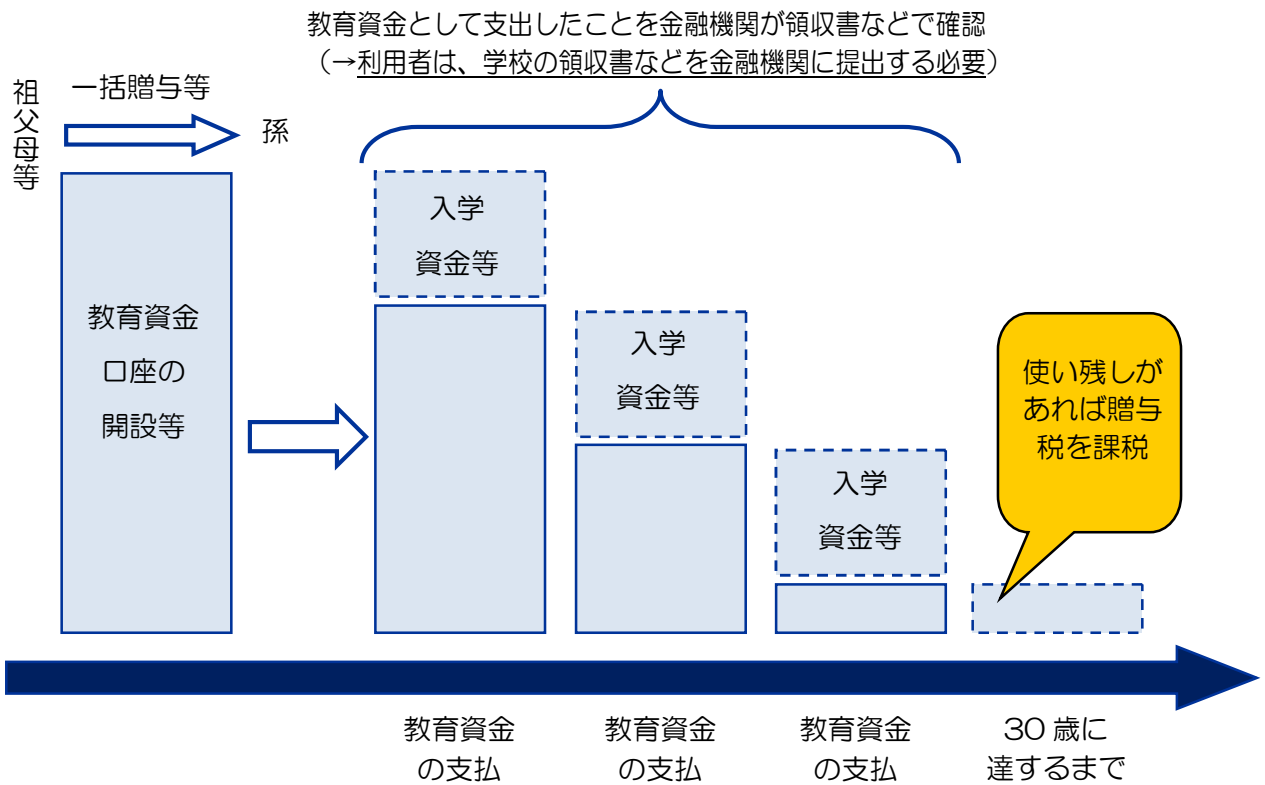 教育資金として支出したことを金融機関が領収書などで確認
（→利用者は、学校の領収書などを金融機関に提出する必要）
祖父母等
一括贈与等
孫
教育資金
口座の
開設等
入学
資金等
入学
資金等
入学
資金等
使い残しが
あれば贈与
税を課税
教育資金
の支払
教育資金
の支払
教育資金
の支払
30 歳に
達するまで